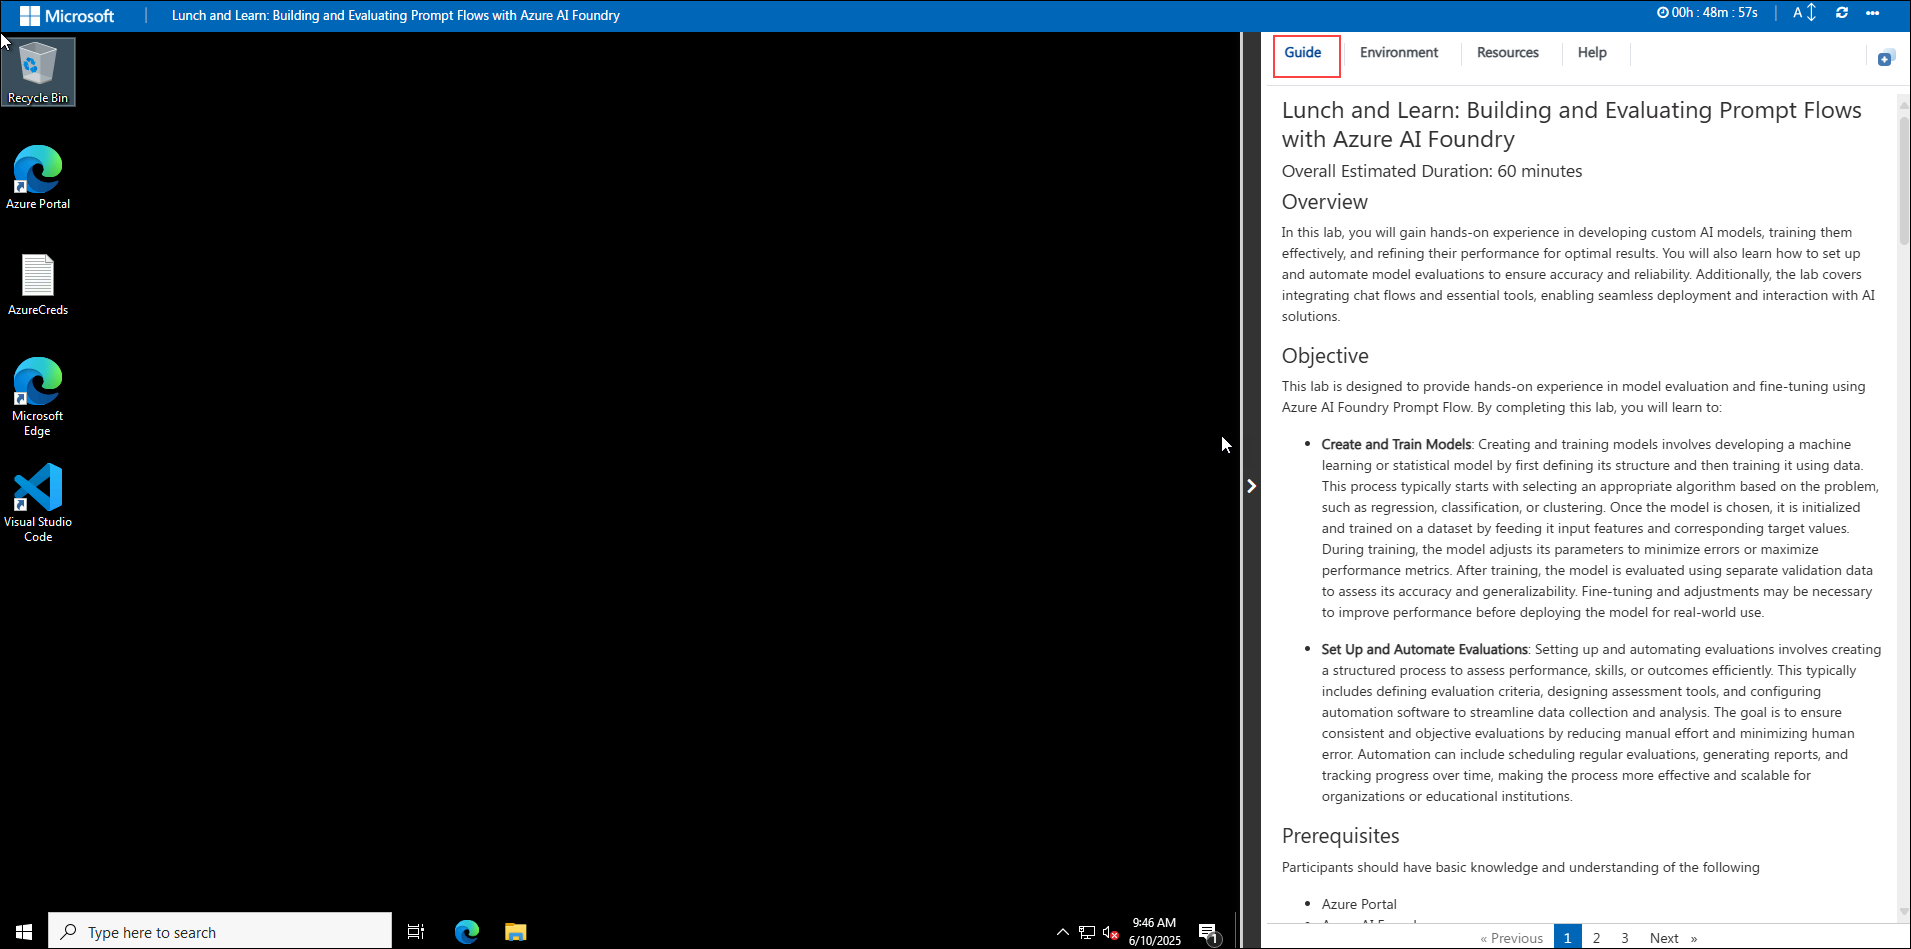 Microsoft
Lunch and Learn: Building and Evaluating Prompt Flows with Azure AI Foundry
00h : 48m : 57s
A
Recycle Bin
Azure Portal
AzureCreds
Microsoft
Edge
Visual Studio
Code
Type here to search
9:46 AM
6/10/2025
1
Guide
Environment
Resources
Help
Lunch and Learn: Building and Evaluating Prompt Flows
with Azure AI Foundry
Overall Estimated Duration: 60 minutes
Overview
In this lab, you will gain hands-on experience in developing custom AI models, training them
effectively, and refining their performance for optimal results. You will also learn how to set up
and automate model evaluations to ensure accuracy and reliability. Additionally, the lab covers
integrating chat flows and essential tools, enabling seamless deployment and interaction with AI
solutions.
Objective
This lab is designed to provide hands-on experience in model evaluation and fine-tuning using
Azure AI Foundry Prompt Flow. By completing this lab, you will learn to:
• Create and Train Models: Creating and training models involves developing a machine
learning or statistical model by first defining its structure and then training it using data.
This process typically starts with selecting an appropriate algorithm based on the problem,
such as regression, classification, or clustering. Once the model is chosen, it is initialized
and trained on a dataset by feeding it input features and corresponding target values.
During training, the model adjusts its parameters to minimize errors or maximize
performance metrics. After training, the model is evaluated using separate validation data
to assess its accuracy and generalizability. Fine-tuning and adjustments may be necessary
to improve performance before deploying the model for real-world use.
• Set Up and Automate Evaluations: Setting up and automating evaluations involves creating
a structured process to assess performance, skills, or outcomes efficiently. This typically
includes defining evaluation criteria, designing assessment tools, and configuring
automation software to streamline data collection and analysis. The goal is to ensure
consistent and objective evaluations by reducing manual effort and minimizing human
error. Automation can include scheduling regular evaluations, generating reports, and
tracking progress over time, making the process more effective and scalable for
organizations or educational institutions.
Prerequisites
Participants should have basic knowledge and understanding of the following
• Azure Portal
« Previous 1 2 3 Next »